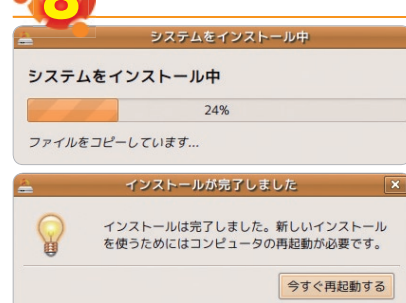 8
システムをインストール中
システムをインストール中
24%
ファイルをコピーしています...
インストールが完了しました
インストールは完了しました。新しいインストール
を使うためにはコンピュータの再起動が必要です。
今すぐ再起動する